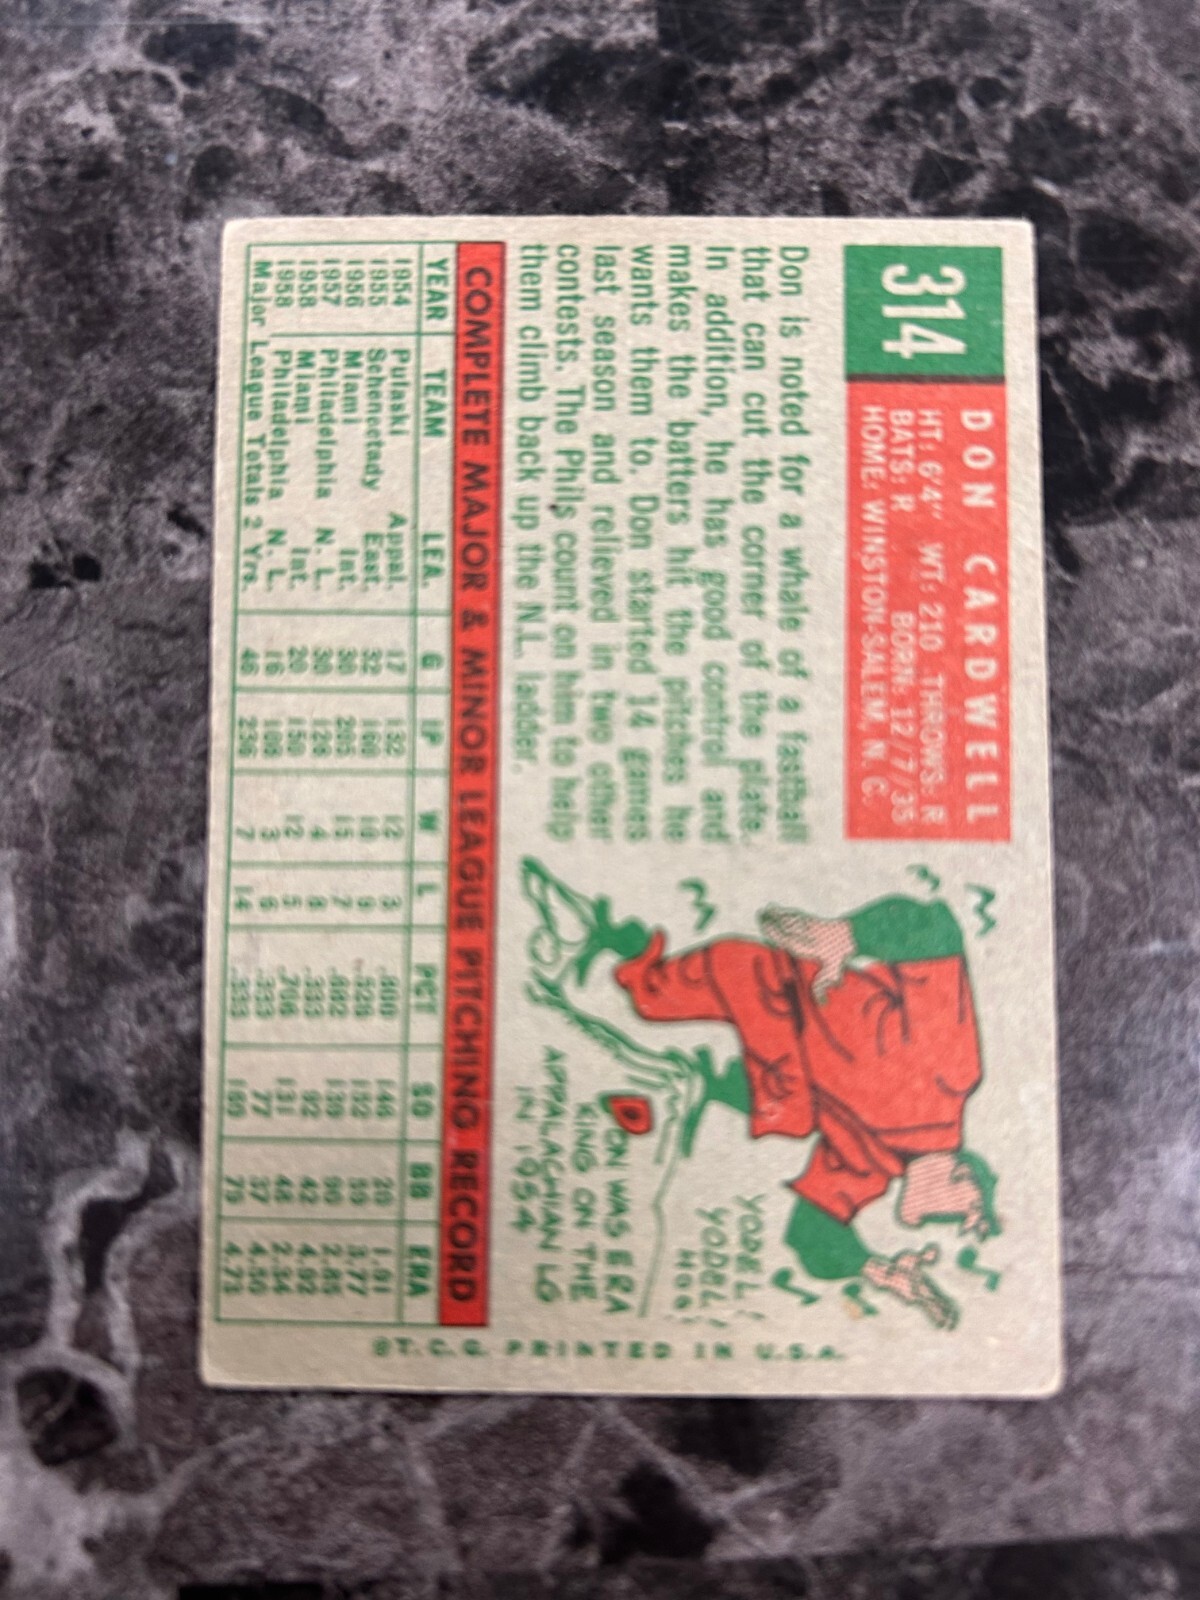 314
DON CARDWELL
HT: 6'4" WT: 210 THROWS: R
BATS: R BORN: 12/7/35
HOME: WINSTON-SALEM, N. C.
Don is noted for a whale of a fastball
that can cut the corner of the plate.
In addition, he has good control and
makes the batters hit the pitches he
wants them to. Don started 14 games
last season and relieved in two other
contests. The Phils count on him to help
them climb back up the N.L. ladder.
YODEL!
YODEL!
HOO!
DON WAS ERA
KING ON THE
APPALACHIAN LG
IN 1954
COMPLETE MAJOR & MINOR LEAGUE PITCHING RECORD
YEAR TEAM LEA. G IP W L PCT SO BB ERA
1954 Pulaski Appal. 17 132 12 3 .800 146 20 1.91
1955 Schenectady East. 32 160 10 9 .526 152 59 3.77
1956 Miami Int. 30 205 15 7 .682 139 90 2.85
1957 Philadelphia N. L. 30 128 4 8 .333 92 42 4.92
1958 Miami Int. 20 150 12 5 .706 131 48 2.34
1958 Philadelphia N. L. 16 108 3 6 .333 77 37 4.50
Major League Totals 2 Yrs. 46 236 7 14 .333 169 79 4.73
©T.C.G. PRINTED IN U.S.A.